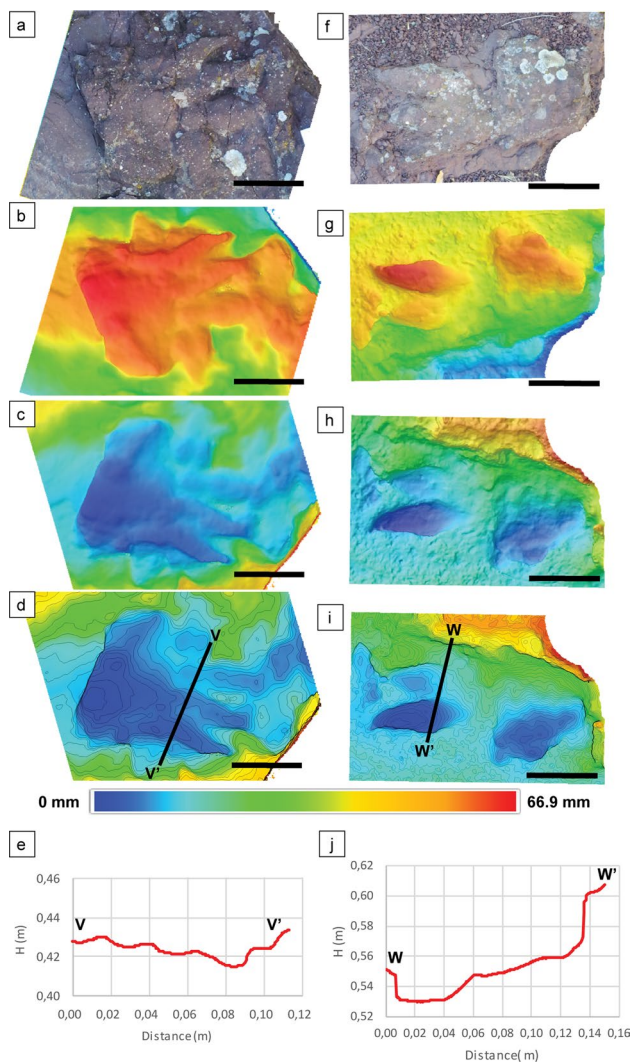 a
f
b
g
c
h
d
i
V
V'
W
W'
0 mm
66.9 mm
e
j
H (m)
0,46
0,44
0,42
0,40
V
V'
0,00 0,02 0,04 0,06 0,08 0,10 0,12
Distance (m)
H (m)
0,62
0,60
0,58
0,56
0,54
0,52
W
W'
0,00 0,02 0,04 0,06 0,08 0,10 0,12 0,14 0,16
Distance( m)